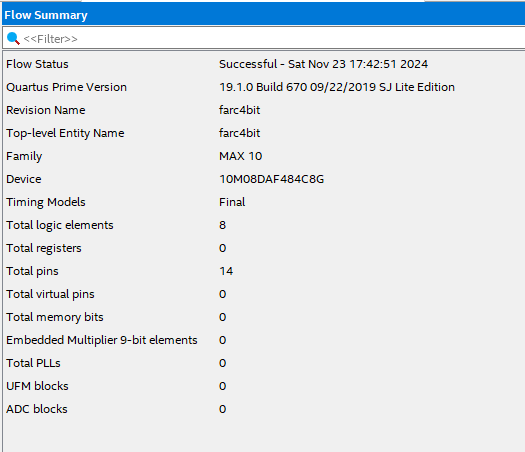 Flow Summary
<<Filter>>
Flow Status Successful - Sat Nov 23 17:42:51 2024
Quartus Prime Version 19.1.0 Build 670 09/22/2019 SJ Lite Edition
Revision Name farc4bit
Top-level Entity Name farc4bit
Family MAX 10
Device 10M08DAF484C8G
Timing Models Final
Total logic elements 8
Total registers 0
Total pins 14
Total virtual pins 0
Total memory bits 0
Embedded Multiplier 9-bit elements 0
Total PLLs 0
UFM blocks 0
ADC blocks 0